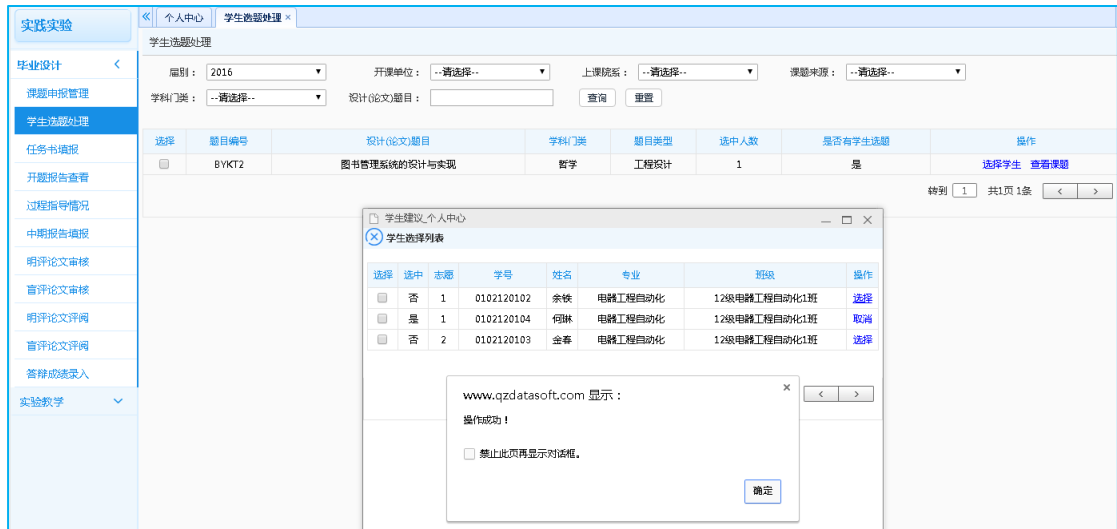 实践实验
个人中心 学生选题处理 ×
学生选题处理
毕业设计
课题申报管理
学生选题处理
任务书填报
开题报告查看
过程指导情况
中期报告填报
明评论文审核
盲评论文审核
明评论文评阅
盲评论文评阅
答辩成绩录入
实验教学
届别： 2016 开课单位： --请选择-- 上课院系： --请选择-- 课题来源： --请选择--
学科门类： --请选择-- 设计(论文)题目： 查询 重置
选择 题目编号 设计(论文)题目 学科门类 题目类型 选中人数 是否有学生选题 操作
BYKT2 图书管理系统的设计与实现 哲学 工程设计 1 是 选择学生 查看课题
转到 1 共1页 1条 < >
学生建议_个人中心
学生选择列表
选择 选中 志愿 学号 姓名 专业 班级 操作
否 1 0102120102 余铁 电器工程自动化 12级电器工程自动化1班 选择
是 1 0102120104 何琳 电器工程自动化 12级电器工程自动化1班 取消
否 2 0102120103 金春 电器工程自动化 12级电器工程自动化1班 选择
< >
www.qzdatasoft.com 显示：
操作成功！
禁止此页再显示对话框。
确定